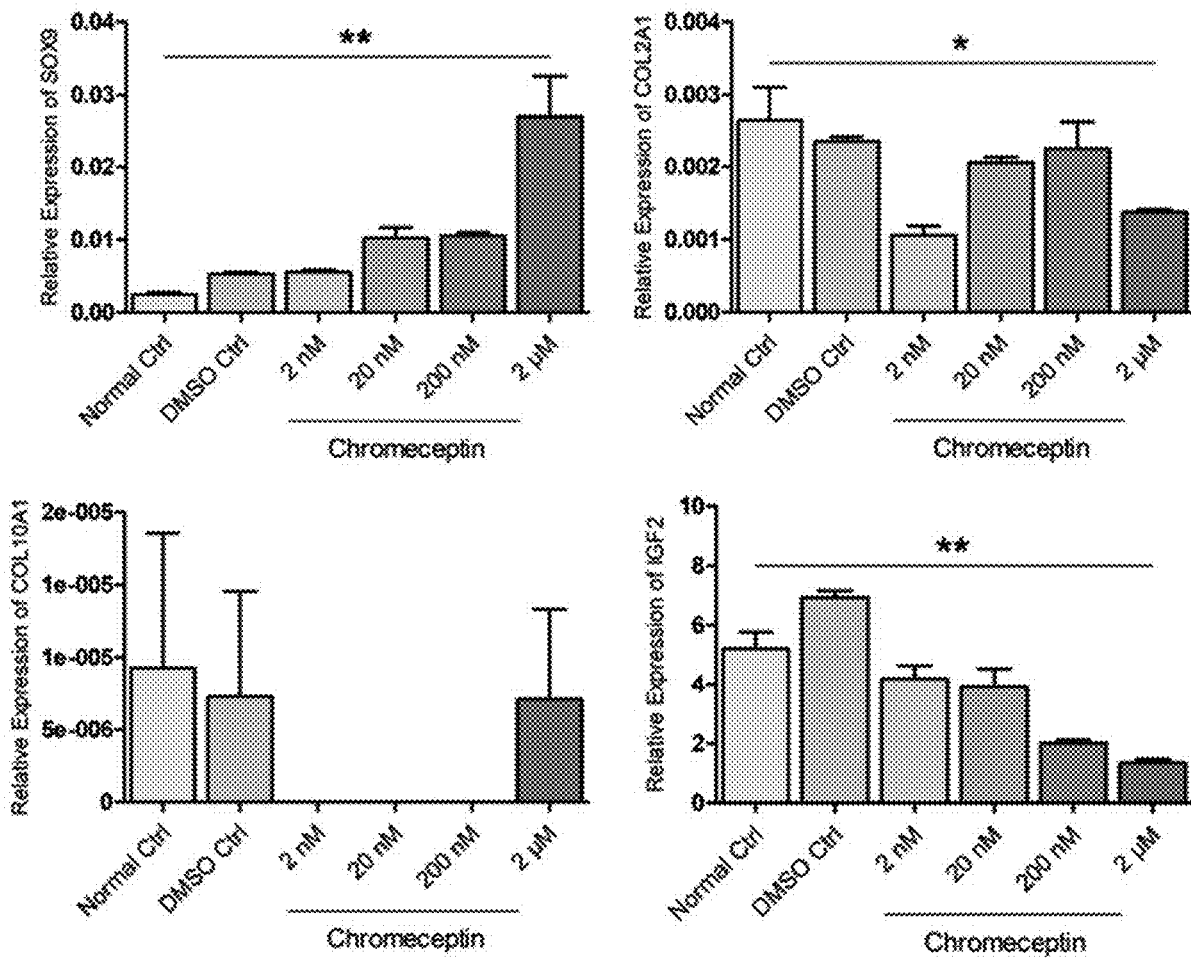 Relative Expression of SOX9
0.04
0.03
0.02
0.01
0.00
**
Normal Ctrl
DMSO Ctrl
2 nM
20 nM
200 nM
2 µM
Chromeceptin
Relative Expression of COL2A1
0.004
0.003
0.002
0.001
0.000
*
Normal Ctrl
DMSO Ctrl
2 nM
20 nM
200 nM
2 µM
Chromeceptin
Relative Expression of COL10A1
2e-005
1e-005
1e-005
5e-006
0
Normal Ctrl
DMSO Ctrl
2 nM
20 nM
200 nM
2 µM
Chromeceptin
Relative Expression of IGF2
10
8
6
4
2
0
**
Normal Ctrl
DMSO Ctrl
2 nM
20 nM
200 nM
2 µM
Chromeceptin